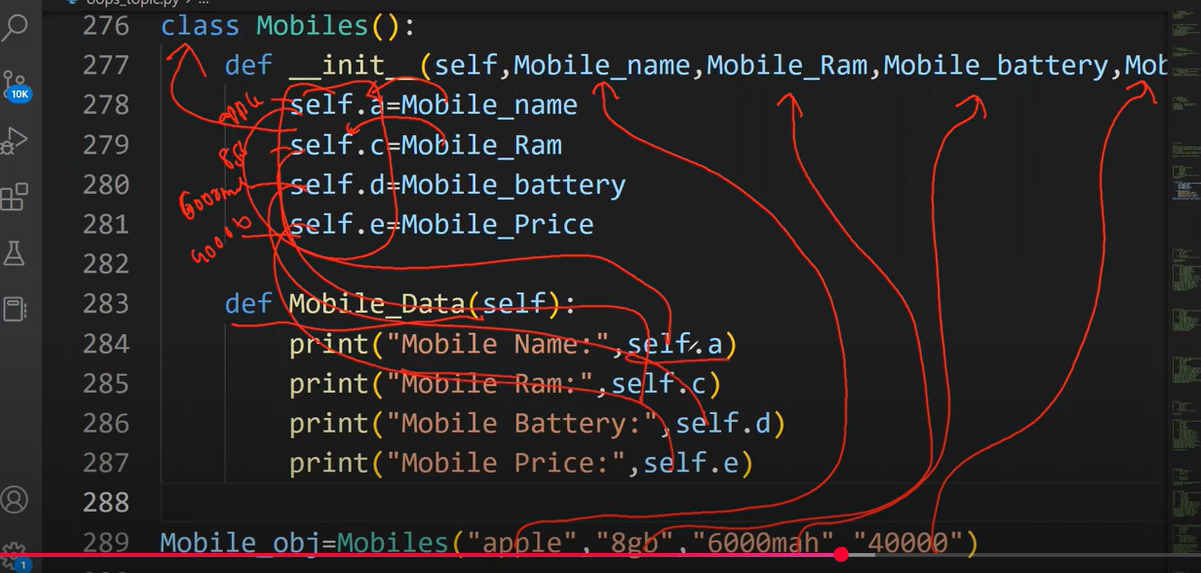 oops_topic.py > ...
276 class Mobiles():
277 def __init__(self,Mobile_name,Mobile_Ram,Mobile_battery,Mob
278 self.a=Mobile_name
279 self.c=Mobile_Ram
280 self.d=Mobile_battery
281 self.e=Mobile_Price
282
283 def Mobile_Data(self):
284 print("Mobile Name:",self.a)
285 print("Mobile Ram:",self.c)
286 print("Mobile Battery:",self.d)
287 print("Mobile Price:",self.e)
288
289 Mobile_obj=Mobiles("apple","8gb","6000mah","40000")
10K
1
apple
8gb
6000mah